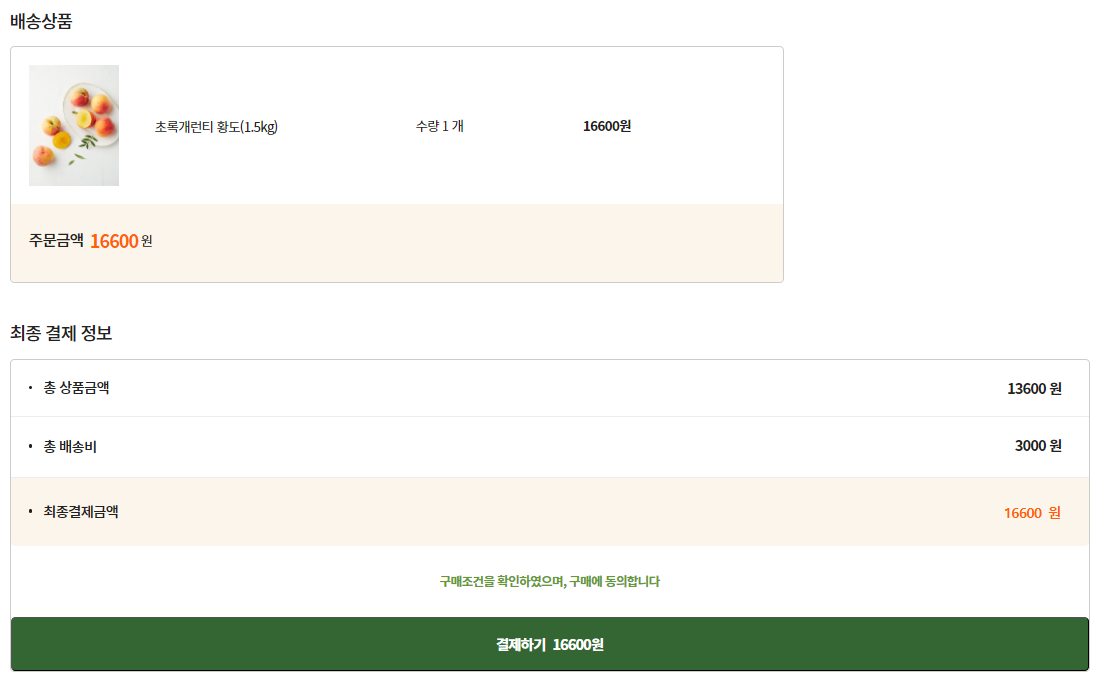 배송상품
초록개런티 황도(1.5kg) 수량 1 개 16600원
주문금액 16600 원
최종 결제 정보
· 총 상품금액 13600 원
· 총 배송비 3000 원
· 최종결제금액 16600 원
구매조건을 확인하였으며, 구매에 동의합니다
결제하기 16600원